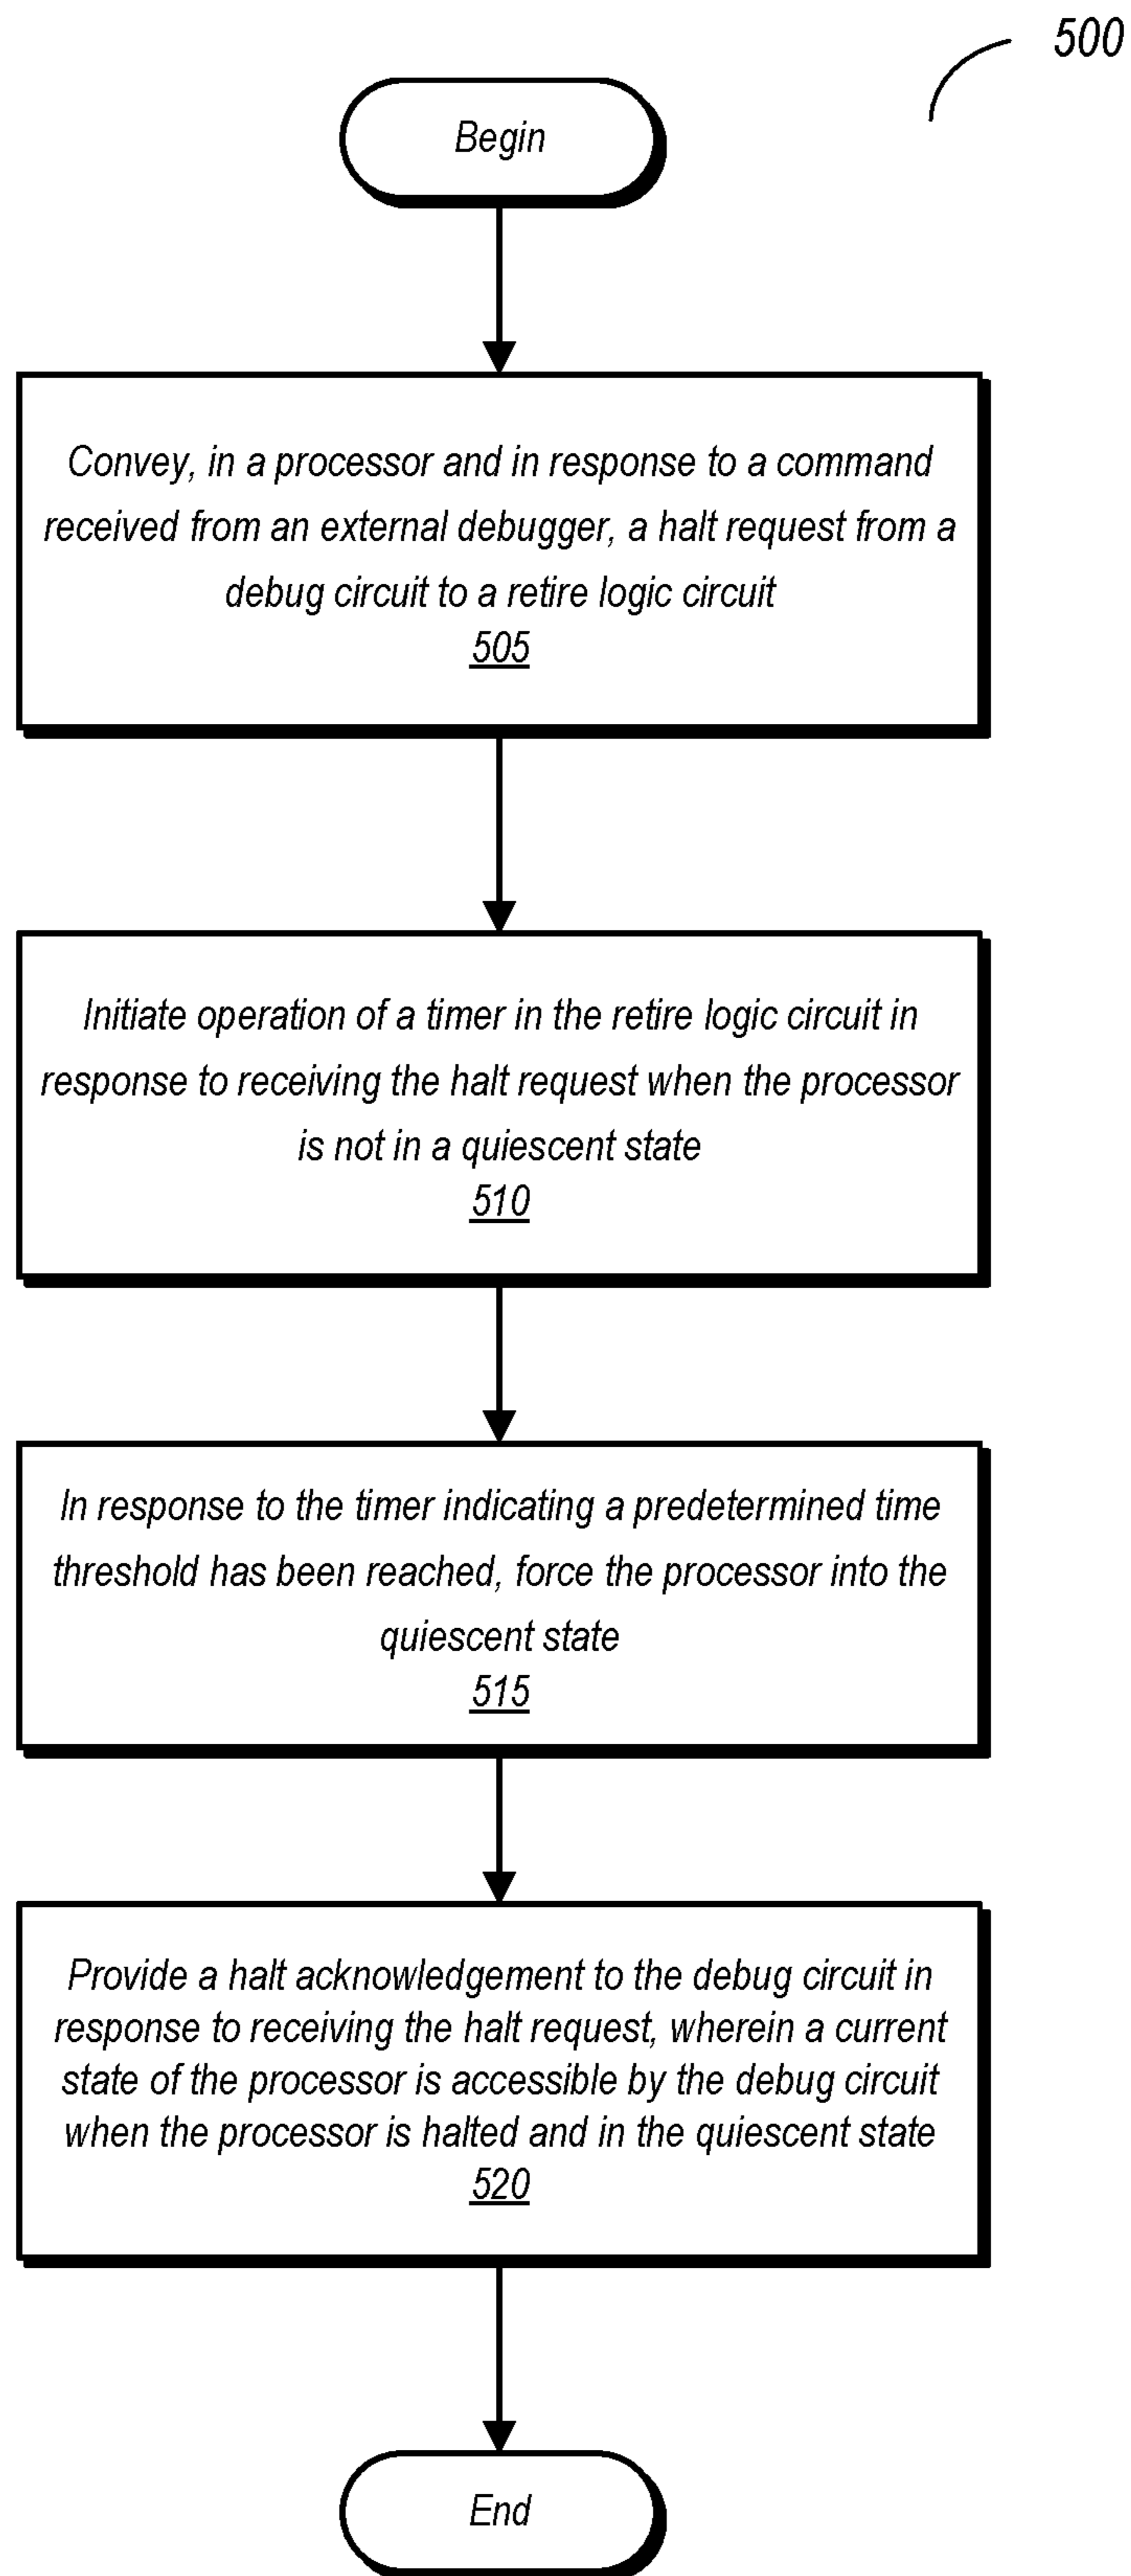 500
Begin
Convey, in a processor and in response to a command
received from an external debugger, a halt request from a
debug circuit to a retire logic circuit
505
Initiate operation of a timer in the retire logic circuit in
response to receiving the halt request when the processor
is not in a quiescent state
510
In response to the timer indicating a predetermined time
threshold has been reached, force the processor into the
quiescent state
515
Provide a halt acknowledgement to the debug circuit in
response to receiving the halt request, wherein a current
state of the processor is accessible by the debug circuit
when the processor is halted and in the quiescent state
520
End